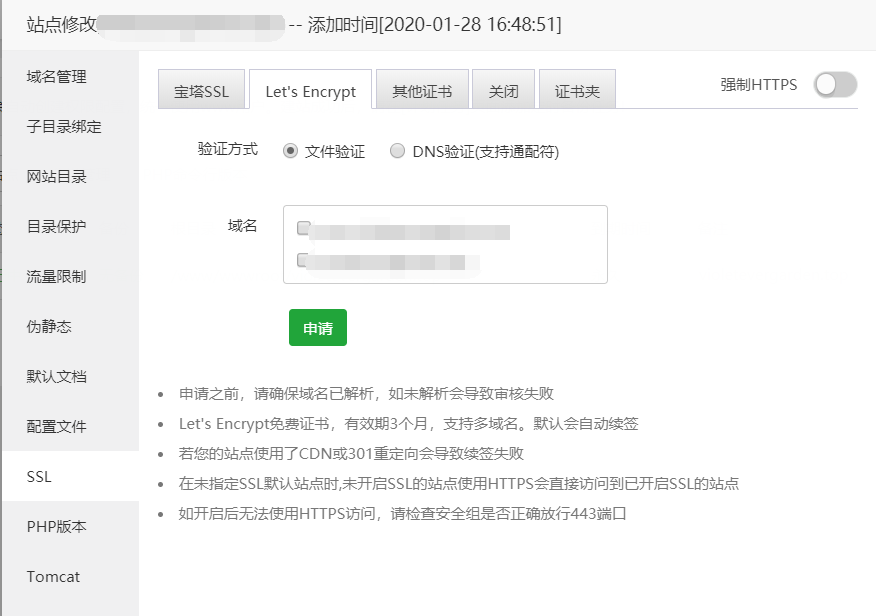 站点修改 -- 添加时间[2020-01-28 16:48:51]
域名管理
子目录绑定
网站目录
目录保护
流量限制
伪静态
默认文档
配置文件
SSL
PHP版本
Tomcat
宝塔SSL Let's Encrypt 其他证书 关闭 证书夹 强制HTTPS
验证方式 文件验证 DNS验证(支持通配符)
域名
申请
申请之前，请确保域名已解析，如未解析会导致审核失败
Let's Encrypt免费证书，有效期3个月，支持多域名。默认会自动续签
若您的站点使用了CDN或301重定向会导致续签失败
在未指定SSL默认站点时,未开启SSL的站点使用HTTPS会直接访问到已开启SSL的站点
如开启后无法使用HTTPS访问，请检查安全组是否正确放行443端口